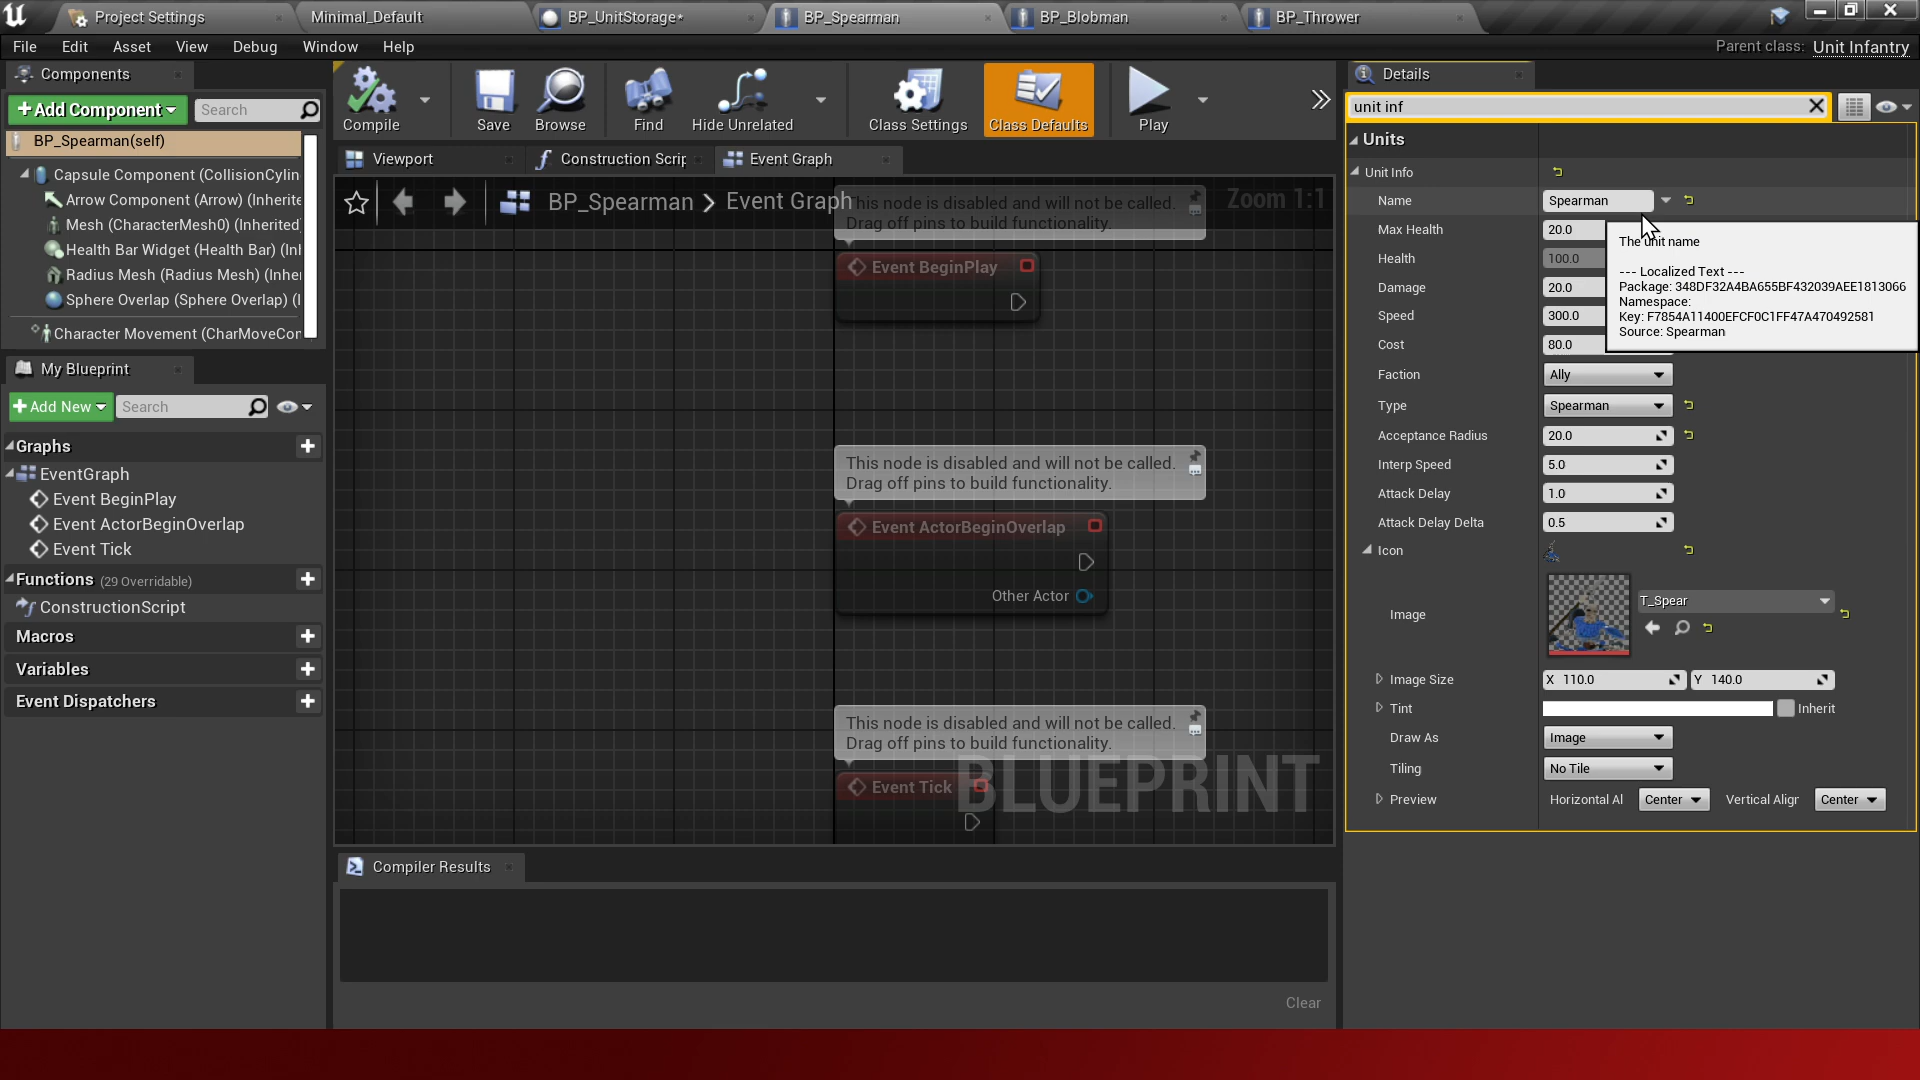 Project Settings
Minimal_Default
BP_UnitStorage*
BP_Spearman
BP_Blobman
BP_Thrower
File Edit Asset View Debug Window Help
Parent class: Unit Infantry
Components
+Add Component
Search
BP_Spearman(self)
Capsule Component (CollisionCylin
Arrow Component (Arrow) (Inherite
Mesh (CharacterMesh0) (Inherited
Health Bar Widget (Health Bar) (Inl
Radius Mesh (Radius Mesh) (Inhe
Sphere Overlap (Sphere Overlap) (I
Character Movement (CharMoveCor
My Blueprint
+Add New
Search
Graphs
EventGraph
Event BeginPlay
Event ActorBeginOverlap
Event Tick
Functions (29 Overridable)
ConstructionScript
Macros
Variables
Event Dispatchers
Compile
Save
Browse
Find
Hide Unrelated
Class Settings
Class Defaults
Play
Viewport
Construction Scrip
Event Graph
BP_Spearman > Event Graph
Zoom 1:1
his node is disabled and will not be called.
Drag off pins to build functionality.
Event BeginPlay
This node is disabled and will not be called.
Drag off pins to build functionality.
Event ActorBeginOverlap
Other Actor
This node is disabled and will not be called.
Drag off pins to build functionality.
Event Tick
BLUEPRINT
Compiler Results
Clear
Details
unit inf
Units
Unit Info
Name Spearman
Max Health 20.0
Health 100.0
Damage 20.0
Speed 300.0
Cost 80.0
The unit name
--- Localized Text ---
Package: 348DF32A4BA655BF432039AEE1813066
Namespace:
Key: F7854A11400EFCF0C1FF47A470492581
Source: Spearman
Faction Ally
Type Spearman
Acceptance Radius 20.0
Interp Speed 5.0
Attack Delay 1.0
Attack Delay Delta 0.5
Icon
Image T_Spear
Image Size X 110.0 Y 140.0
Tint Inherit
Draw As Image
Tiling No Tile
Preview Horizontal Al Center Vertical Aligr Center